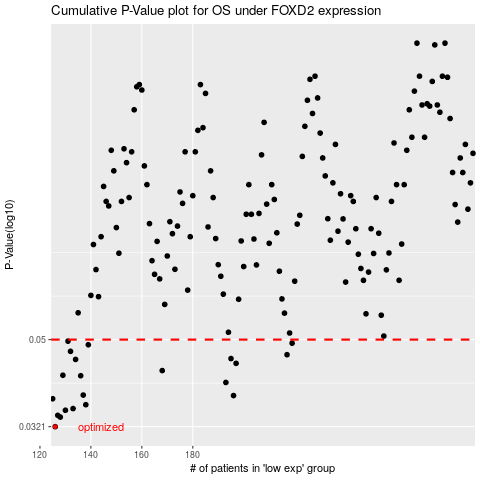 Cumulative P-Value plot for OS under FOXD2 expression
P-Value(log10)
0.05
0.0321
optimized
120 140 160 180
# of patients in 'low exp' group